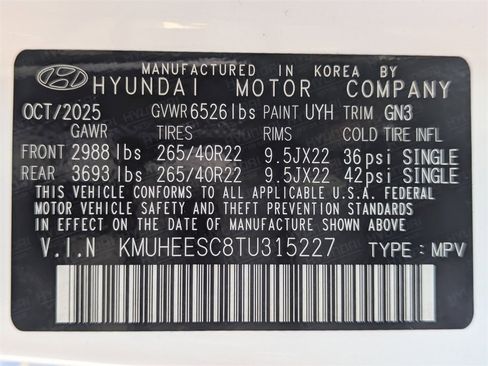 MANUFACTURED IN KOREA BY
HYUNDAI MOTOR COMPANY
OCT/2025 GVWR 6526lbs PAINT UYH TRIM GN3
GAWR TIRES RIMS COLD TIRE INFL
FRONT 2988 lbs 265/40R22 9.5JX22 36psi SINGLE
REAR 3693 lbs 265/40R22 9.5JX22 42psi SINGLE
THIS VEHICLE CONFORMS TO ALL APPLICABLE U.S.A. FEDERAL
MOTOR VEHICLE SAFETY AND THEFT PREVENTION STANDARDS
IN EFFECT ON THE DATE OF MANUFACTURE SHOWN ABOVE.
V.I.N KMUHEESC8TU315227 TYPE : MPV